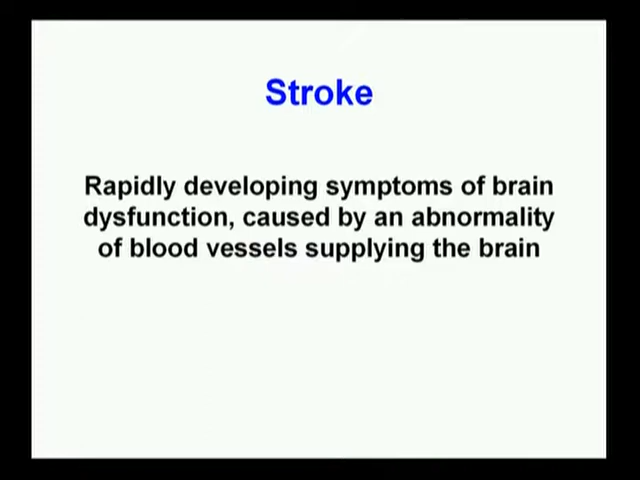 Stroke
Rapidly developing symptoms of brain
dysfunction, caused by an abnormality
of blood vessels supplying the brain